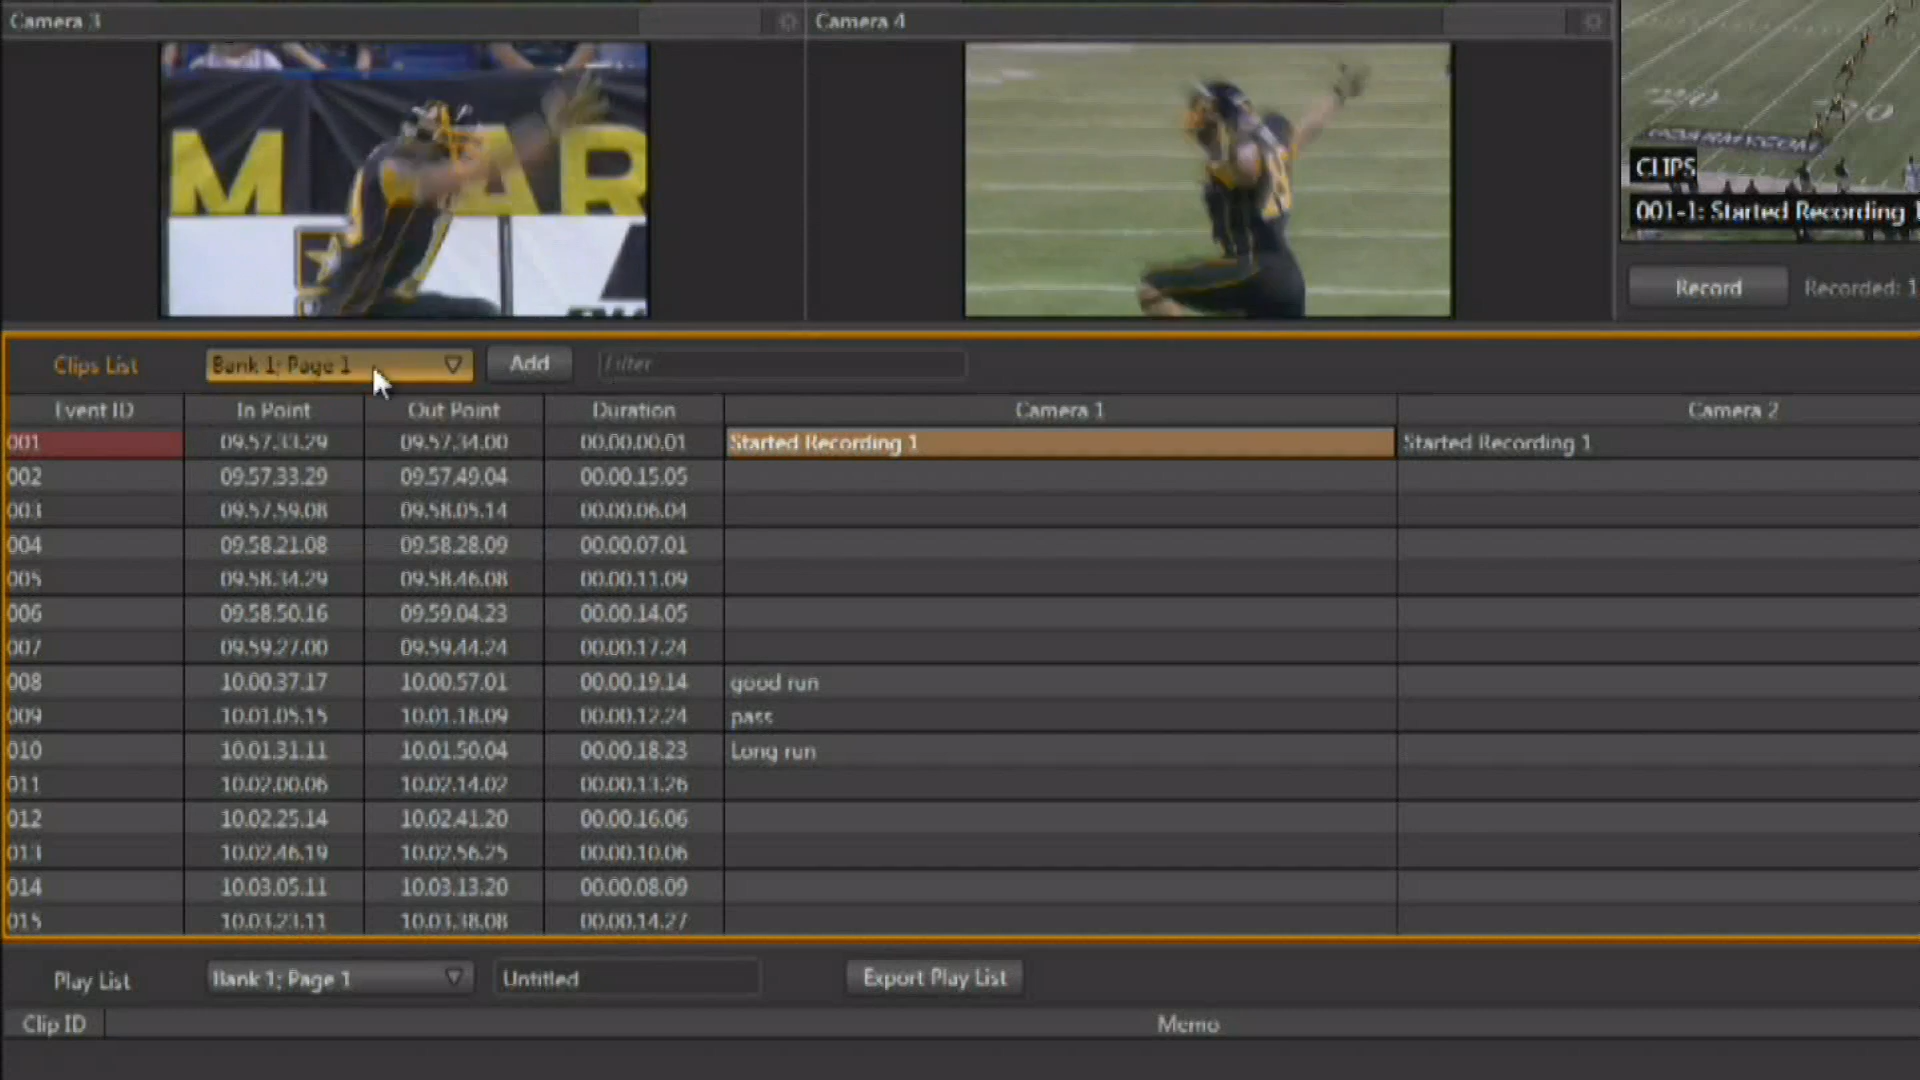 Camera 3
Camera 4
M AR
CLIPS
001-1: Started Recording 1
Record Recorded: 1
Clips List Bank 1; Page 1 Add Filter
Event ID In Point Out Point Duration Camera 1 Camera 2
001 09.57.33.29 09.57.34.00 00.00.00.01 Started Recording 1 Started Recording 1
002 09.57.33.29 09.57.49.04 00.00.15.05
003 09.57.59.08 09.58.05.14 00.00.06.04
004 09.58.21.08 09.58.28.09 00.00.07.01
005 09.58.34.29 09.58.46.08 00.00.11.09
006 09.58.50.16 09.59.04.23 00.00.14.05
007 09.59.27.00 09.59.44.24 00.00.17.24
008 10.00.37.17 10.00.57.01 00.00.19.14 good run
009 10.01.05.15 10.01.18.09 00.00.12.24 pass
010 10.01.31.11 10.01.50.04 00.00.18.23 Long run
011 10.02.00.06 10.02.14.02 00.00.13.26
012 10.02.25.14 10.02.41.20 00.00.16.06
013 10.02.46.19 10.02.56.25 00.00.10.06
014 10.03.05.11 10.03.13.20 00.00.08.09
015 10.03.23.11 10.03.38.08 00.00.14.27
Play List Bank 1; Page 1 Untitled Export Play List
Clip ID Memo